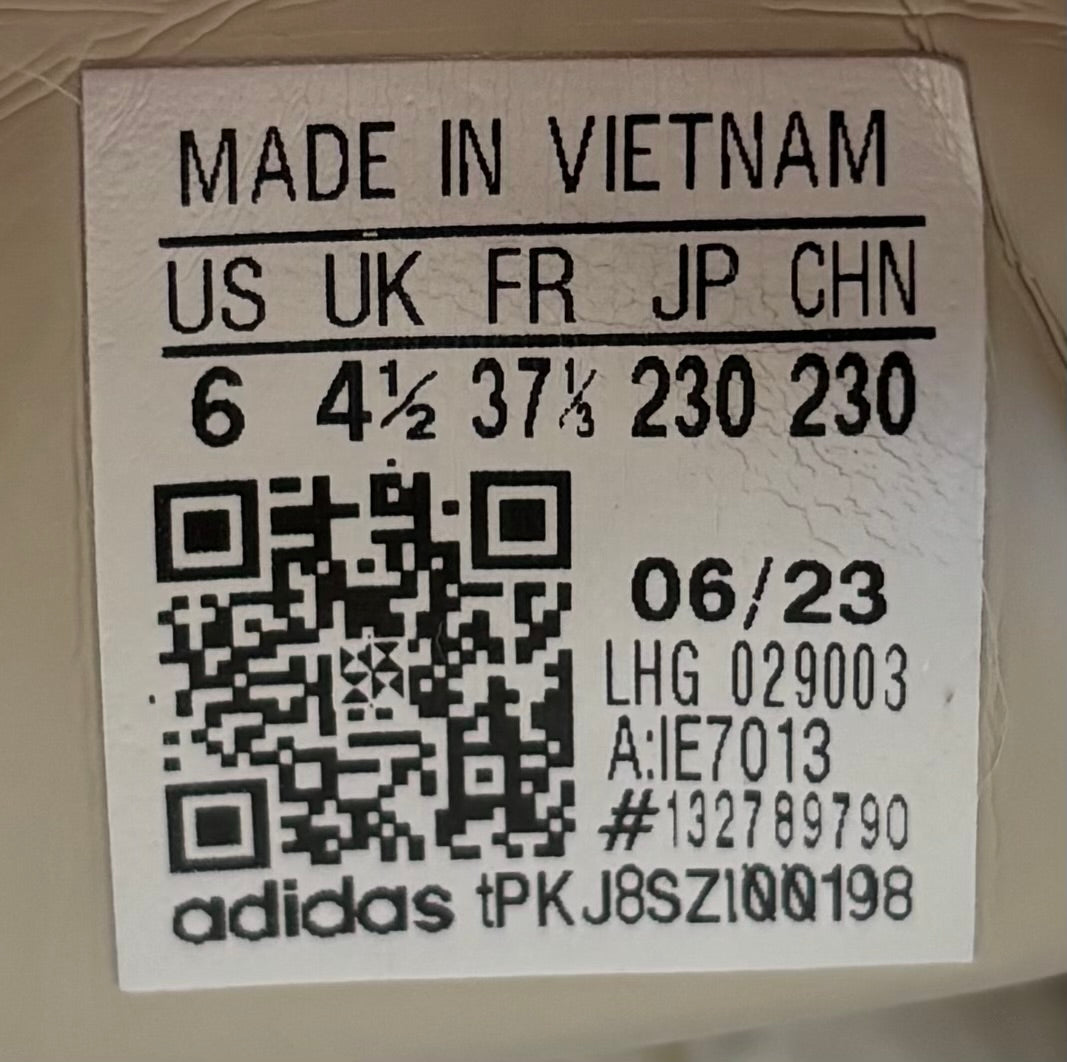 MADE IN VIETNAM
US UK FR JP CHN
6 4½ 37⅓ 230 230
06/23
LHG 029003
A:IE7013
#132789790
adidas tPKJ8SZI00198